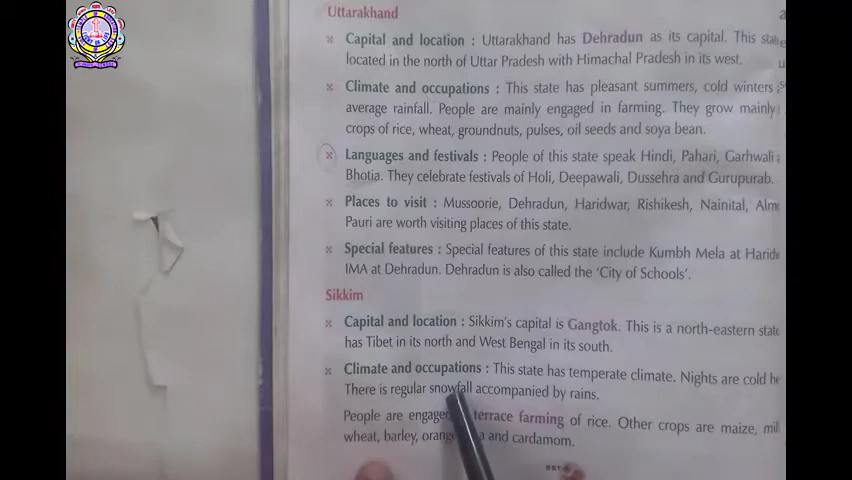 Uttarakhand
Capital and location : Uttarakhand has Dehradun as its capital. This state
located in the north of Uttar Pradesh with Himachal Pradesh in its west.
Climate and occupations : This state has pleasant summers, cold winters
average rainfall. People are mainly engaged in farming. They grow mainly
crops of rice, wheat, groundnuts, pulses, oil seeds and soya bean.
Languages and festivals : People of this state speak Hindi, Pahari, Garhwali
Bhotia. They celebrate festivals of Holi, Deepawali, Dussehra and Gurupurab.
Places to visit : Mussoorie, Dehradun, Haridwar, Rishikesh, Nainital, Alm
Pauri are worth visiting places of this state.
Special features : Special features of this state include Kumbh Mela at Haridw
IMA at Dehradun. Dehradun is also called the 'City of Schools'.
Sikkim
Capital and location : Sikkim's capital is Gangtok. This is a north-eastern state
has Tibet in its north and West Bengal in its south.
Climate and occupations : This state has temperate climate. Nights are cold he
There is regular snowfall accompanied by rains.
People are engaged terrace farming of rice. Other crops are maize, mil
wheat, barley, orange and cardamom.